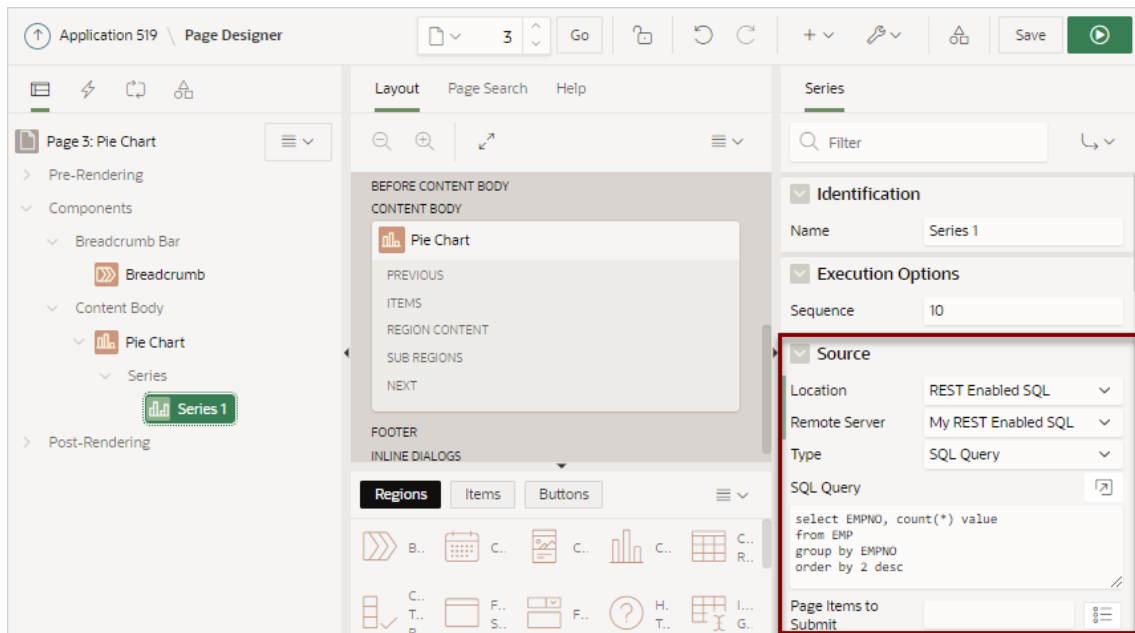 Application 519 \ Page Designer
3
Go
Save
Page 3: Pie Chart
Pre-Rendering
Components
Breadcrumb Bar
Breadcrumb
Content Body
Pie Chart
Series
Series 1
Post-Rendering
Layout Page Search Help
BEFORE CONTENT BODY
CONTENT BODY
Pie Chart
PREVIOUS
ITEMS
REGION CONTENT
SUB REGIONS
NEXT
FOOTER
INLINE DIALOGS
Regions Items Buttons
B.. C.. C.. C.. C..
R..
C.. F.. F.. H.. I...
T.. S.. T.. G..
Series
Filter
Identification
Name Series 1
Execution Options
Sequence 10
Source
Location REST Enabled SQL
Remote Server My REST Enabled SQL
Type SQL Query
SQL Query
select EMPNO, count(*) value
from EMP
group by EMPNO
order by 2 desc
Page Items to
Submit